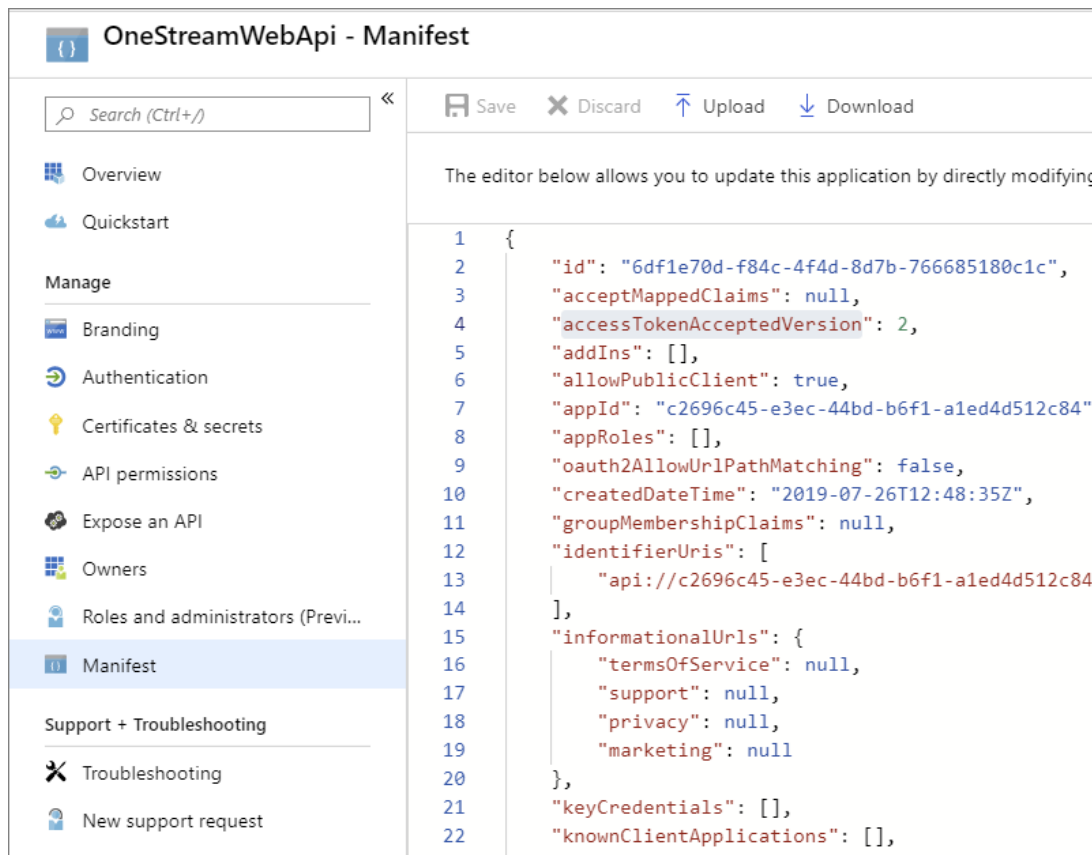 OneStreamWebApi - Manifest
Search (Ctrl+/)
Overview
Quickstart
Manage
Branding
Authentication
Certificates & secrets
API permissions
Expose an API
Owners
Roles and administrators (Previ...
Manifest
Support + Troubleshooting
Troubleshooting
New support request
Save Discard Upload Download
The editor below allows you to update this application by directly modifying
1 {
2 "id": "6df1e70d-f84c-4f4d-8d7b-766685180c1c",
3 "acceptMappedClaims": null,
4 "accessTokenAcceptedVersion": 2,
5 "addIns": [],
6 "allowPublicClient": true,
7 "appId": "c2696c45-e3ec-44bd-b6f1-a1ed4d512c84"
8 "appRoles": [],
9 "oauth2AllowUrlPathMatching": false,
10 "createdDateTime": "2019-07-26T12:48:35Z",
11 "groupMembershipClaims": null,
12 "identifierUris": [
13 "api://c2696c45-e3ec-44bd-b6f1-a1ed4d512c84
14 ],
15 "informationalUrls": {
16 "termsOfService": null,
17 "support": null,
18 "privacy": null,
19 "marketing": null
20 },
21 "keyCredentials": [],
22 "knownClientApplications": [],